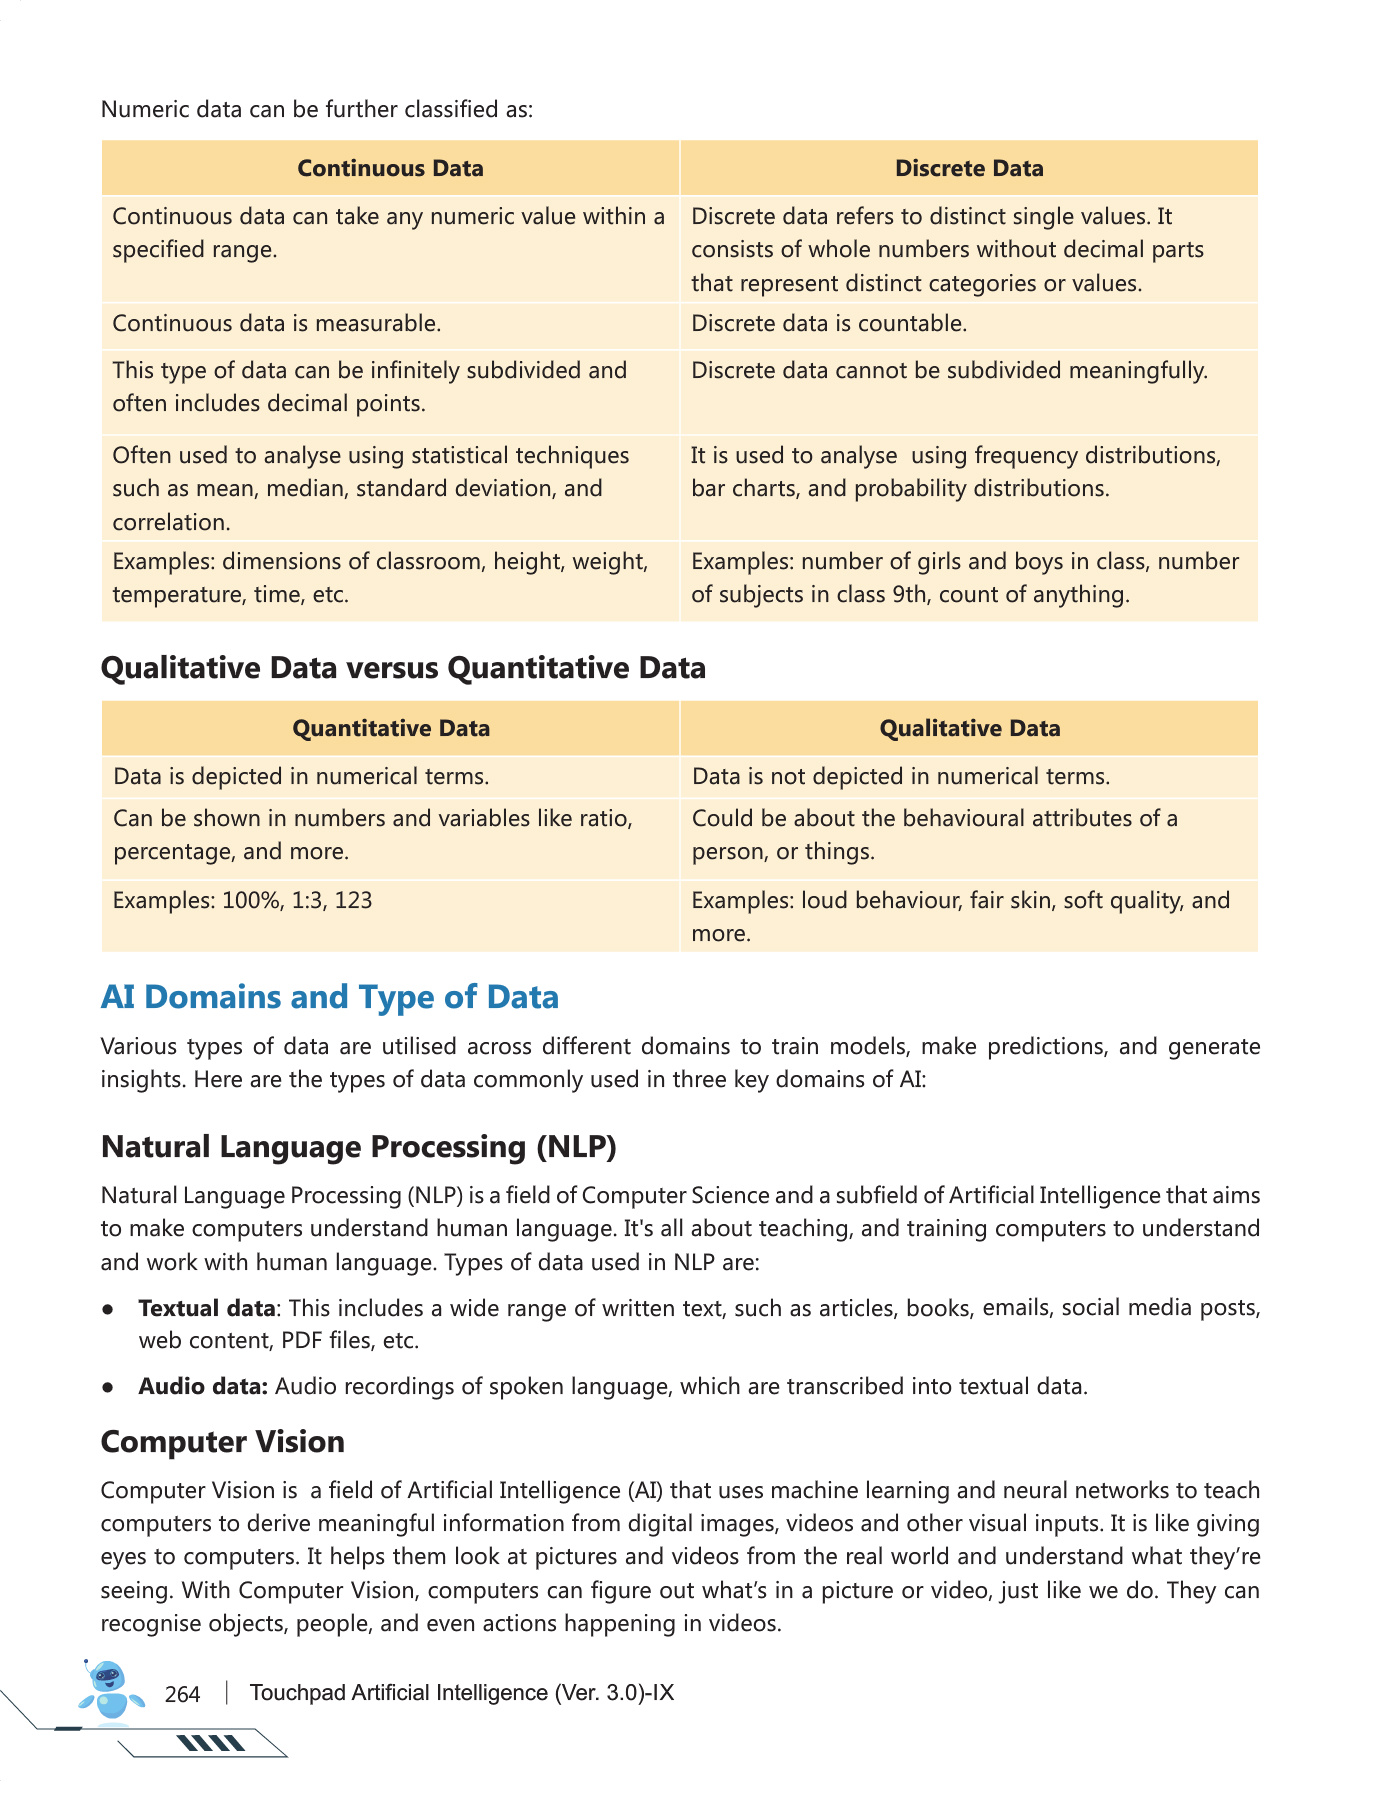 Numeric data can be further classified as:
Continuous Data
Discrete Data
Continuous data can take any numeric value within a
specified range.
Discrete data refers to distinct single values. It
consists of whole numbers without decimal parts
that represent distinct categories or values.
Continuous data is measurable.
Discrete data is countable.
This type of data can be infinitely subdivided and
often includes decimal points.
Discrete data cannot be subdivided meaningfully.
Often used to analyse using statistical techniques
such as mean, median, standard deviation, and
correlation.
It is used to analyse  using frequency distributions,
bar charts, and probability distributions.
Examples: dimensions of classroom, height, weight,
temperature, time, etc.
Examples: number of girls and boys in class, number
of subjects in class 9th, count of anything.
Qualitative Data versus Quantitative Data
Quantitative Data
Qualitative Data
Data is depicted in numerical terms.
Data is not depicted in numerical terms.
Can be shown in numbers and variables like ratio,
percentage, and more.
Could be about the behavioural attributes of a
person, or things.
Examples: 100%, 1:3, 123
Examples: loud behaviour, fair skin, soft quality, and
more.
AI Domains and Type of Data
Various types of data are utilised across different domains to train models, make predictions, and generate
insights. Here are the types of data commonly used in three key domains of AI:
Natural Language Processing (NLP)
Natural Language Processing (NLP) is a field of Computer Science and a subfield of Artificial Intelligence that aims
to make computers understand human language. It's all about teaching, and training computers to understand
and work with human language. Types of data used in NLP are:
● Textual data: This includes a wide range of written text, such as articles, books, emails, social media posts,
web content, PDF files, etc.
● Audio data: Audio recordings of spoken language, which are transcribed into textual data.
Computer Vision
Computer Vision is  a field of Artificial Intelligence (AI) that uses machine learning and neural networks to teach
computers to derive meaningful information from digital images, videos and other visual inputs. It is like giving
eyes to computers. It helps them look at pictures and videos from the real world and understand what they’re
seeing. With Computer Vision, computers can figure out what’s in a picture or video, just like we do. They can
recognise objects, people, and even actions happening in videos.
264 | Touchpad Artificial Intelligence (Ver. 3.0)-IX